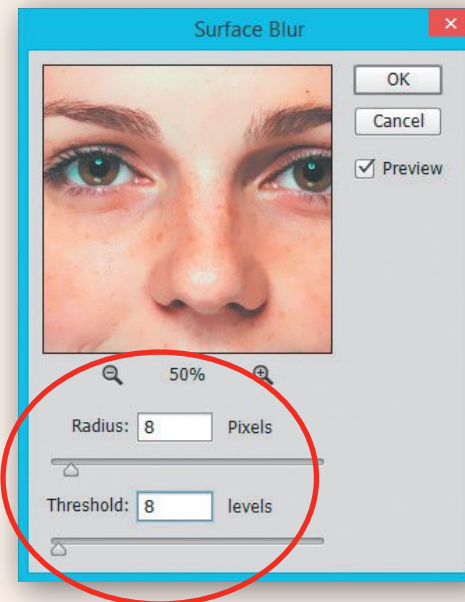 Surface Blur
OK
Cancel
Preview
50%
Radius: 8 Pixels
Threshold: 8 levels